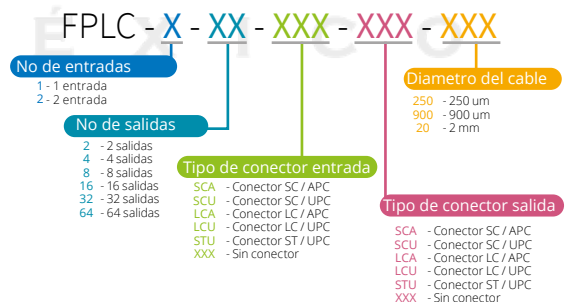 FPLC - X - XX - XXX - XXX - XXX
No de entradas
1 - 1 entrada
2 - 2 entrada
No de salidas
2 - 2 salidas
4 - 4 salidas
8 - 8 salidas
16 - 16 salidas
32 - 32 salidas
64 - 64 salidas
Tipo de conector entrada
SCA - Conector SC / APC
SCU - Conector SC / UPC
LCA - Conector LC / APC
LCU - Conector LC / UPC
STU - Conector ST / UPC
XXX - Sin conector
Diametro del cable
250 - 250 um
900 - 900 um
20 - 2 mm
Tipo de conector salida
SCA - Conector SC / APC
SCU - Conector SC / UPC
LCA - Conector LC / APC
LCU - Conector LC / UPC
STU - Conector ST / UPC
XXX - Sin conector